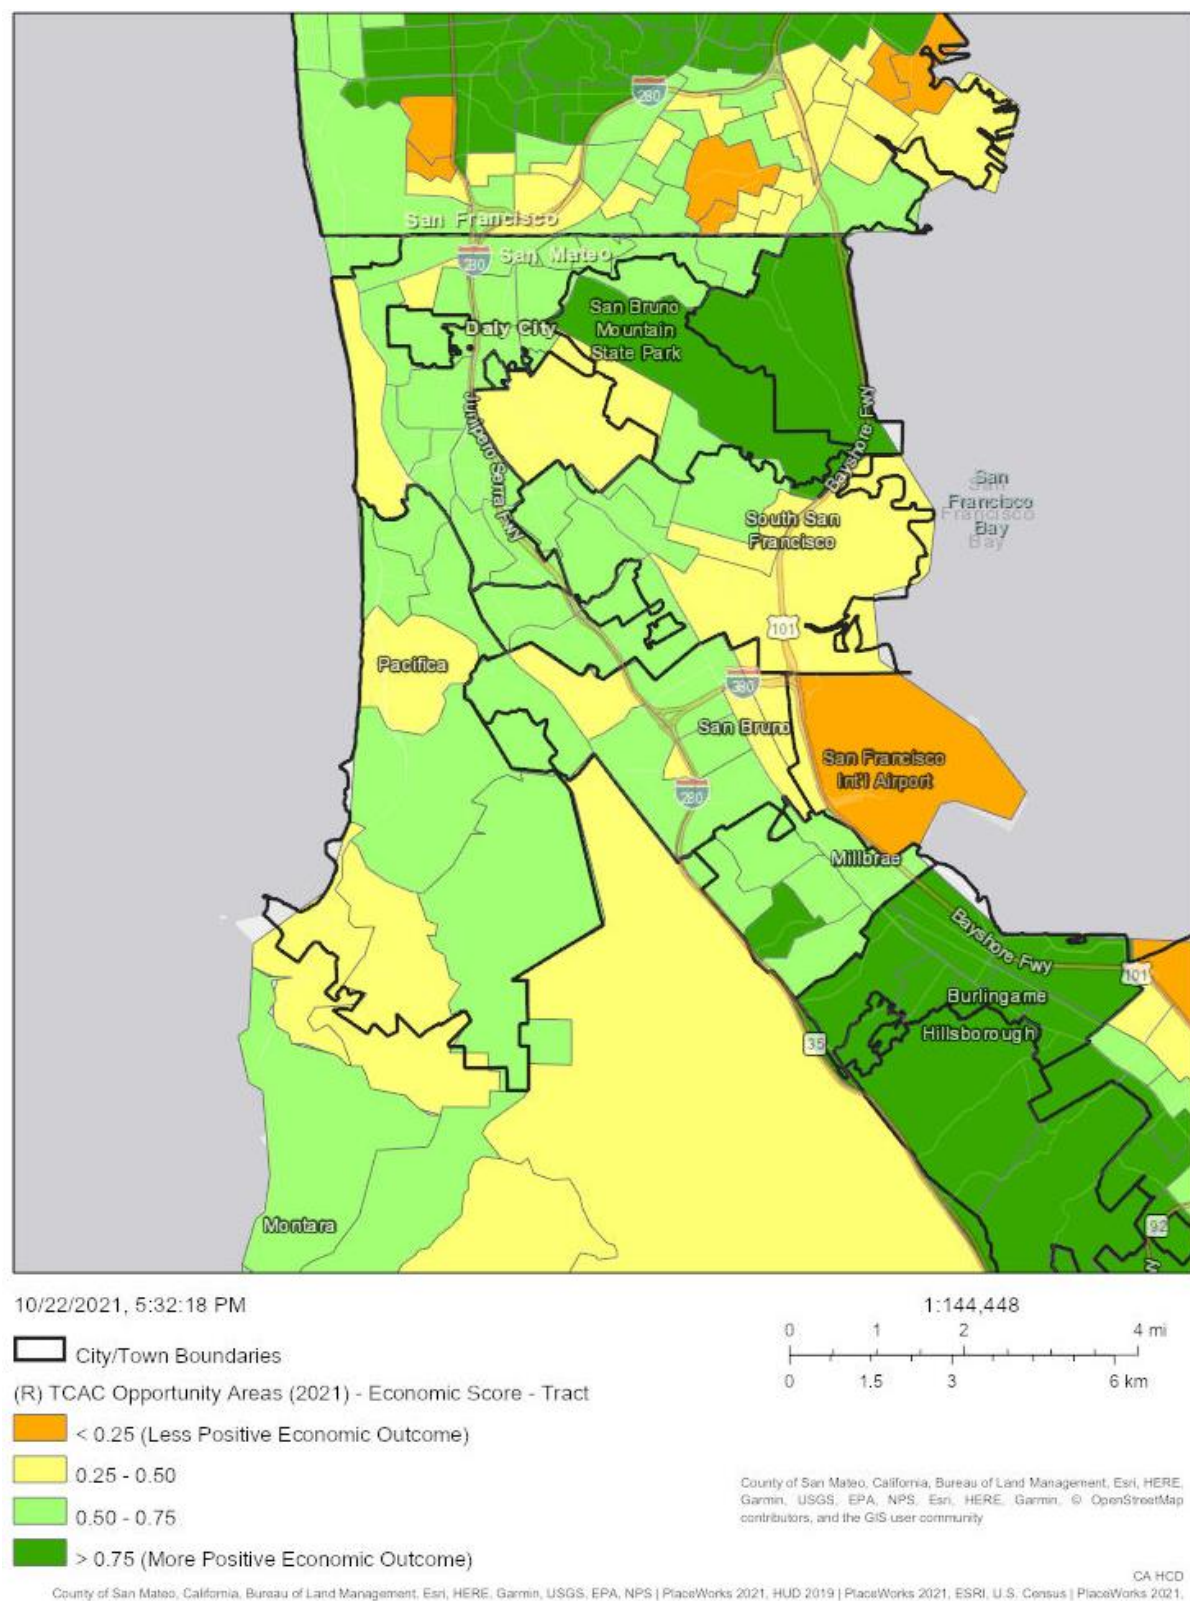 280
San Francisco
280
San Mateo
San Bruno
Mountain
State Park
Daly City
Junipero Serra Fwy
Bayshore Fwy
San
Francisco
Bay
San
Francisco
Bay
South San
Francisco
101
Pacifica
380
San Bruno
San Francisco
Int'l Airport
280
Millbrae
Bayshore Fwy
101
Burlingame
Hillsborough
35
Montara
92
10/22/2021, 5:32:18 PM
1:144,448
0 1 2 4 mi
0 1.5 3 6 km
City/Town Boundaries
(R) TCAC Opportunity Areas (2021) - Economic Score - Tract
< 0.25 (Less Positive Economic Outcome)
0.25 - 0.50
0.50 - 0.75
> 0.75 (More Positive Economic Outcome)
County of San Mateo, California, Bureau of Land Management, Esri, HERE,
Garmin, USGS, EPA, NPS, Esri, HERE, Garmin, © OpenStreetMap
contributors, and the GIS user community
CA HCD
County of San Mateo, California, Bureau of Land Management, Esri, HERE, Garmin, USGS, EPA, NPS | PlaceWorks 2021, HUD 2019 | PlaceWorks 2021, ESRI, U.S. Census | PlaceWorks 2021,